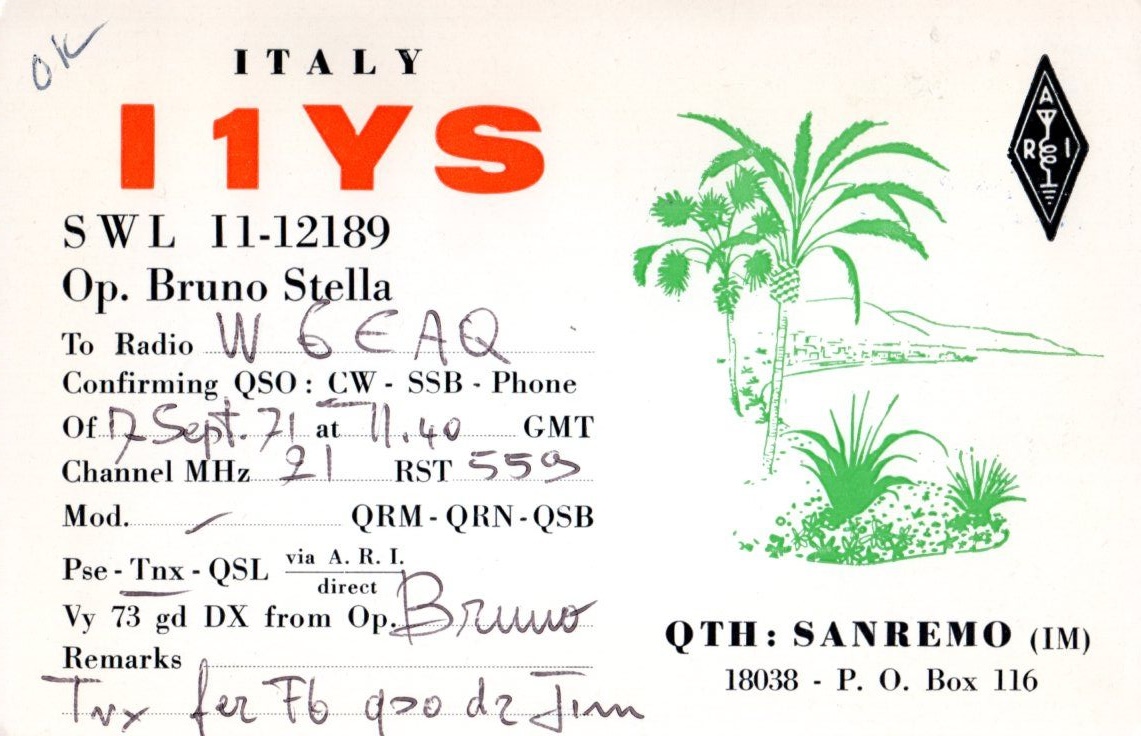 OK
ITALY
I1YS
A
R I
SWL I1-12189
Op. Bruno Stella
To Radio W6EAQ
Confirming QSO: CW - SSB - Phone
Of 17 Sept. 71 at 11.40 GMT
Channel MHz 21 RST 559
Mod. / QRM - QRN - QSB
Pse - Tnx - QSL via A. R. I.
direct
Vy 73 gd DX from Op. Bruno
Remarks
Tnx fer Fb qso dr Jim
QTH: SANREMO (IM)
18038 - P. O. Box 116